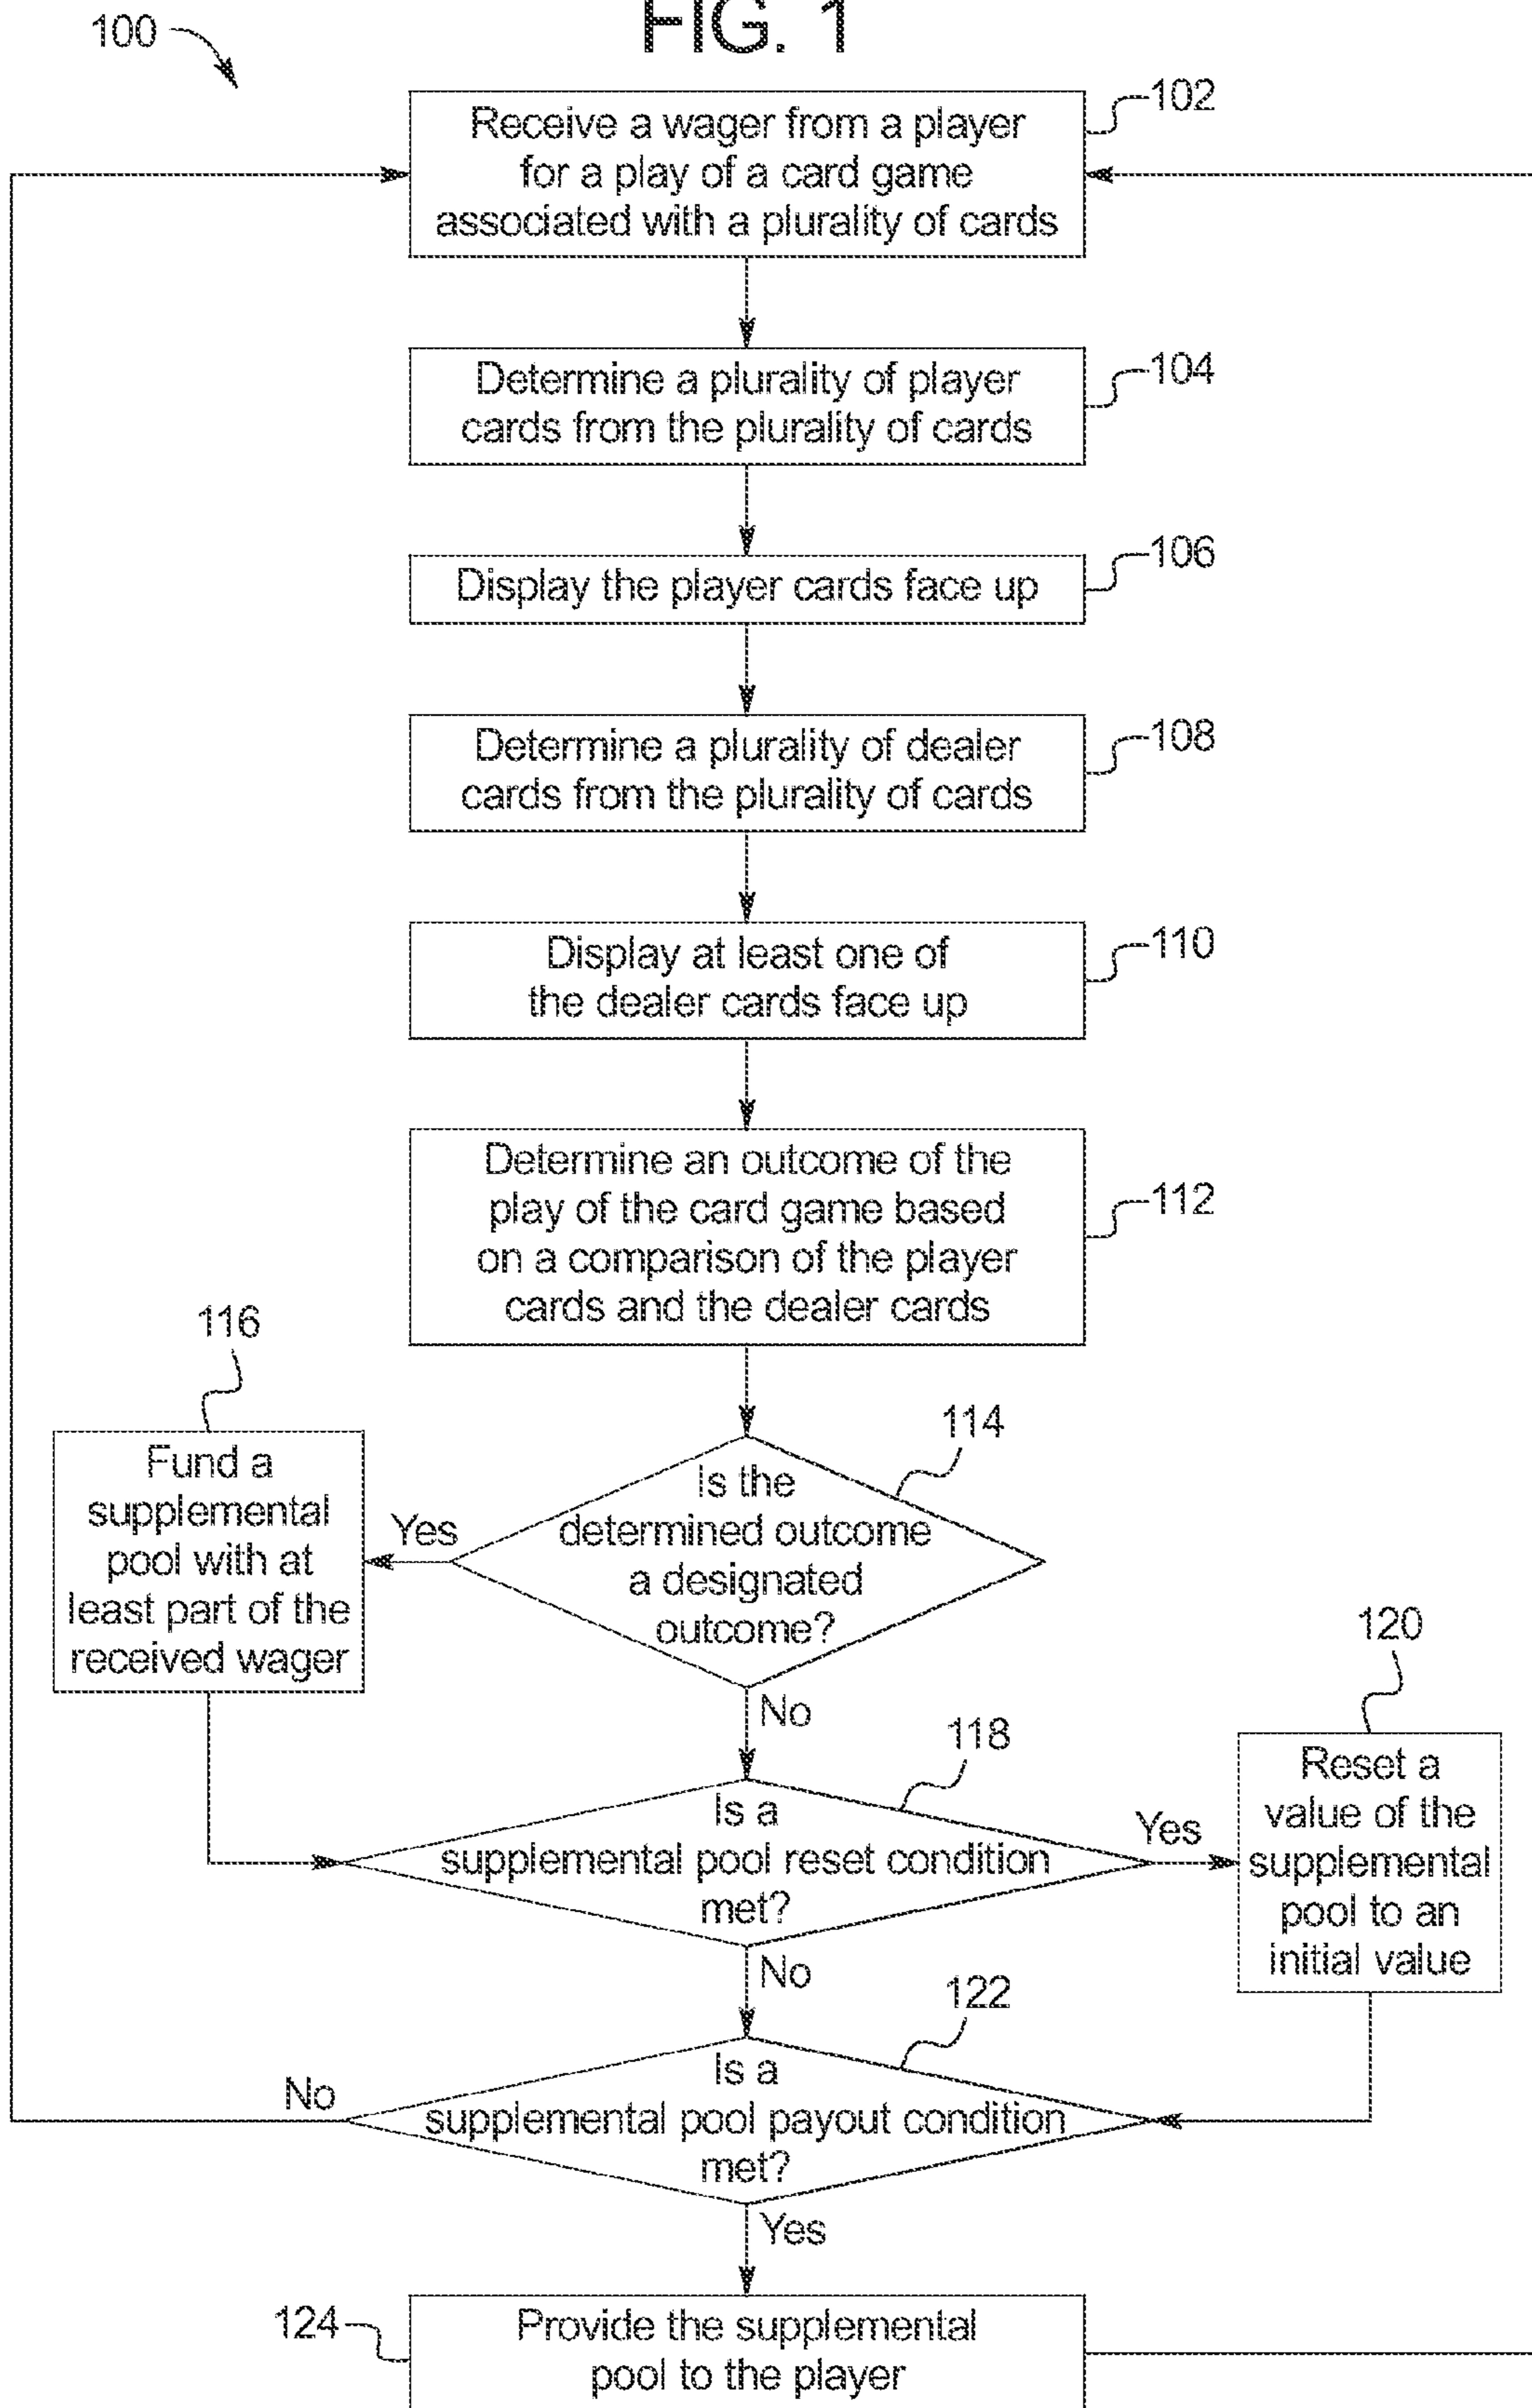 FIG. 1
100
102
Receive a wager from a player
for a play of a card game
associated with a plurality of cards
104
Determine a plurality of player
cards from the plurality of cards
106
Display the player cards face up
108
Determine a plurality of dealer
cards from the plurality of cards
110
Display at least one of
the dealer cards face up
112
Determine an outcome of the
play of the card game based
on a comparison of the player
cards and the dealer cards
116
Fund a
supplemental
pool with at
least part of the
received wager
Yes
114
Is the
determined outcome
a designated
outcome?
No
118
Is a
supplemental pool reset condition
met?
Yes
120
Reset a
value of the
supplemental
pool to an
initial value
No
122
Is a
supplemental pool payout condition
met?
No
Yes
124
Provide the supplemental
pool to the player